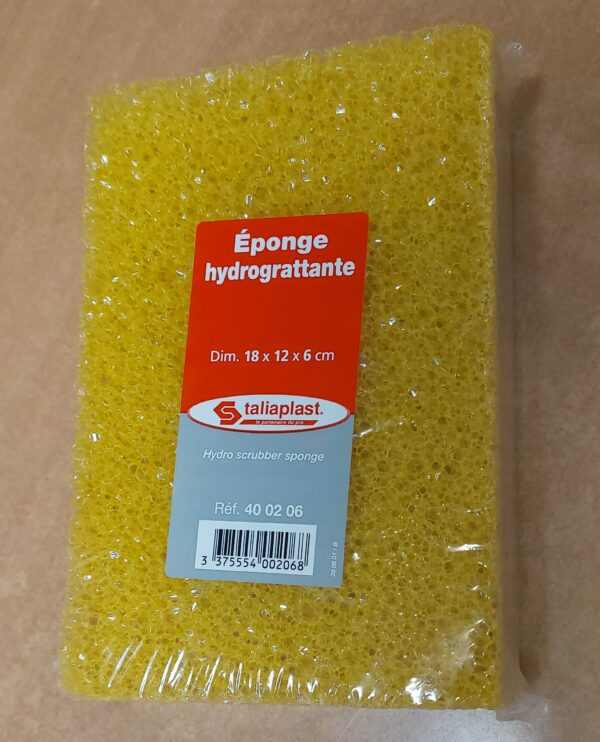 Éponge
hydrograttante
Dim. 18 x 12 x 6 cm
taliaplast.
le partenaire du pro
Hydro scrubber sponge
Réf. 40 02 06
3 375554 002068